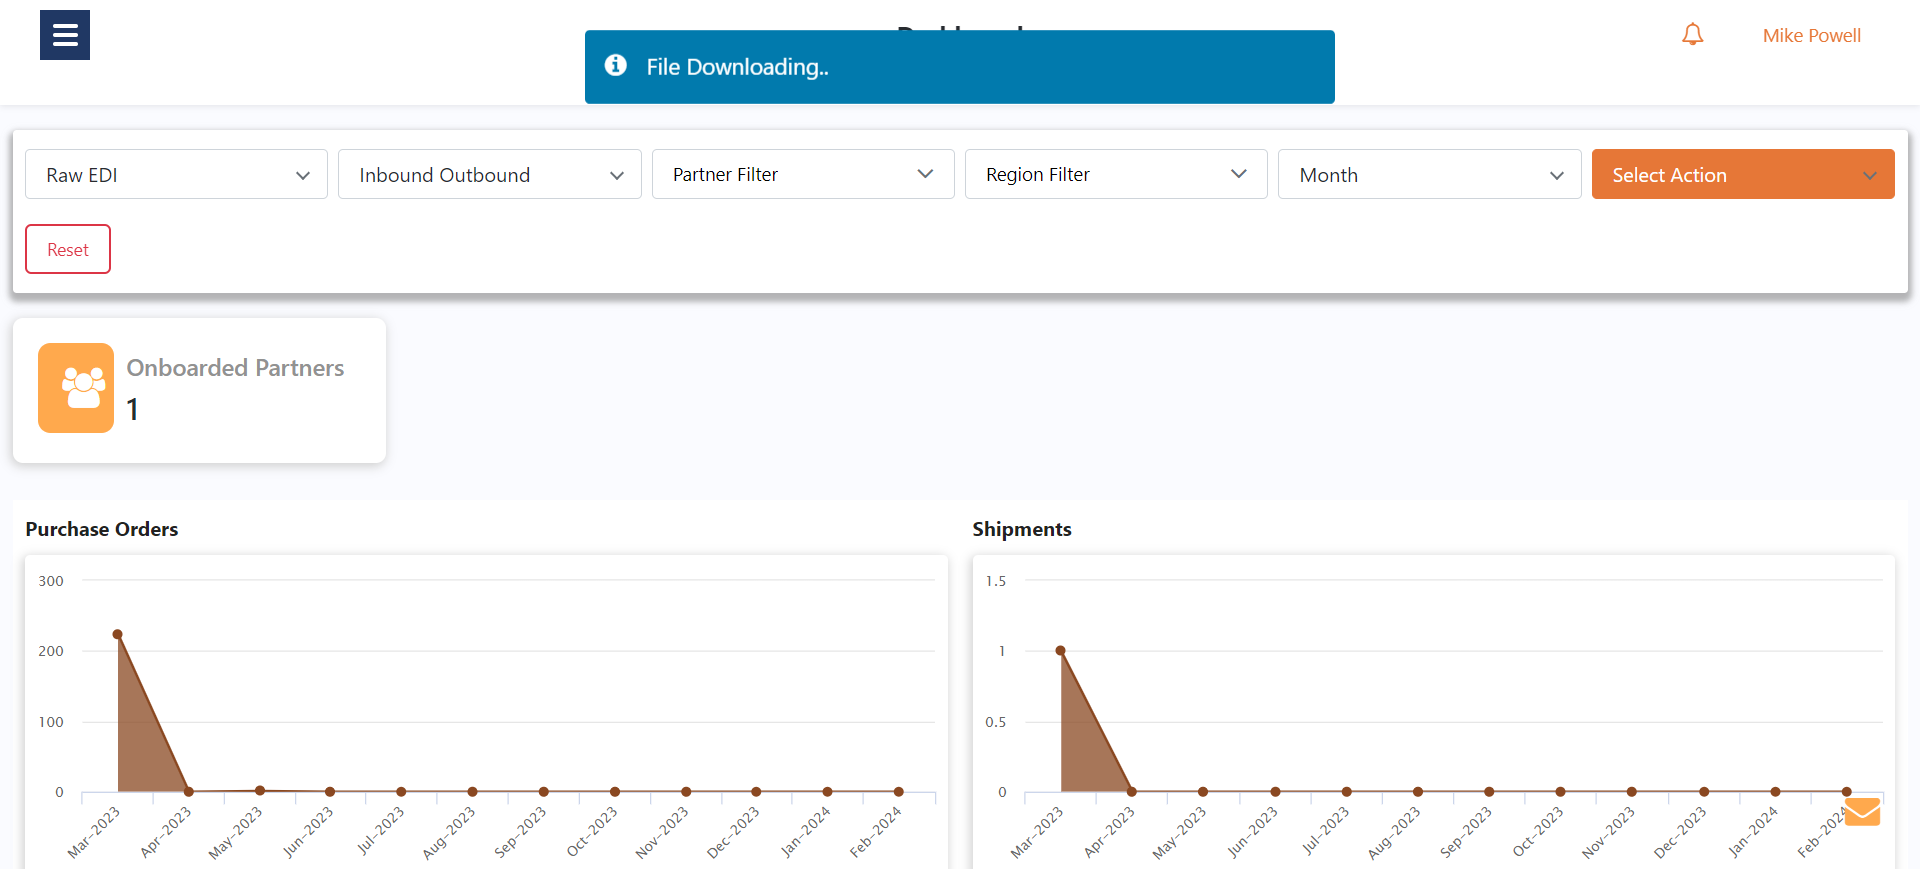 File Downloading..
Mike Powell
Raw EDI
Inbound Outbound
Partner Filter
Region Filter
Month
Select Action
Reset
Onboarded Partners
1
Purchase Orders
300
200
100
0
Mar-2023
Apr-2023
May-2023
Jun-2023
Jul-2023
Aug-2023
Sep-2023
Oct-2023
Nov-2023
Dec-2023
Jan-2024
Feb-2024
Shipments
1.5
1
0.5
0
Mar-2023
Apr-2023
May-2023
Jun-2023
Jul-2023
Aug-2023
Sep-2023
Oct-2023
Nov-2023
Dec-2023
Jan-2024
Feb-2024